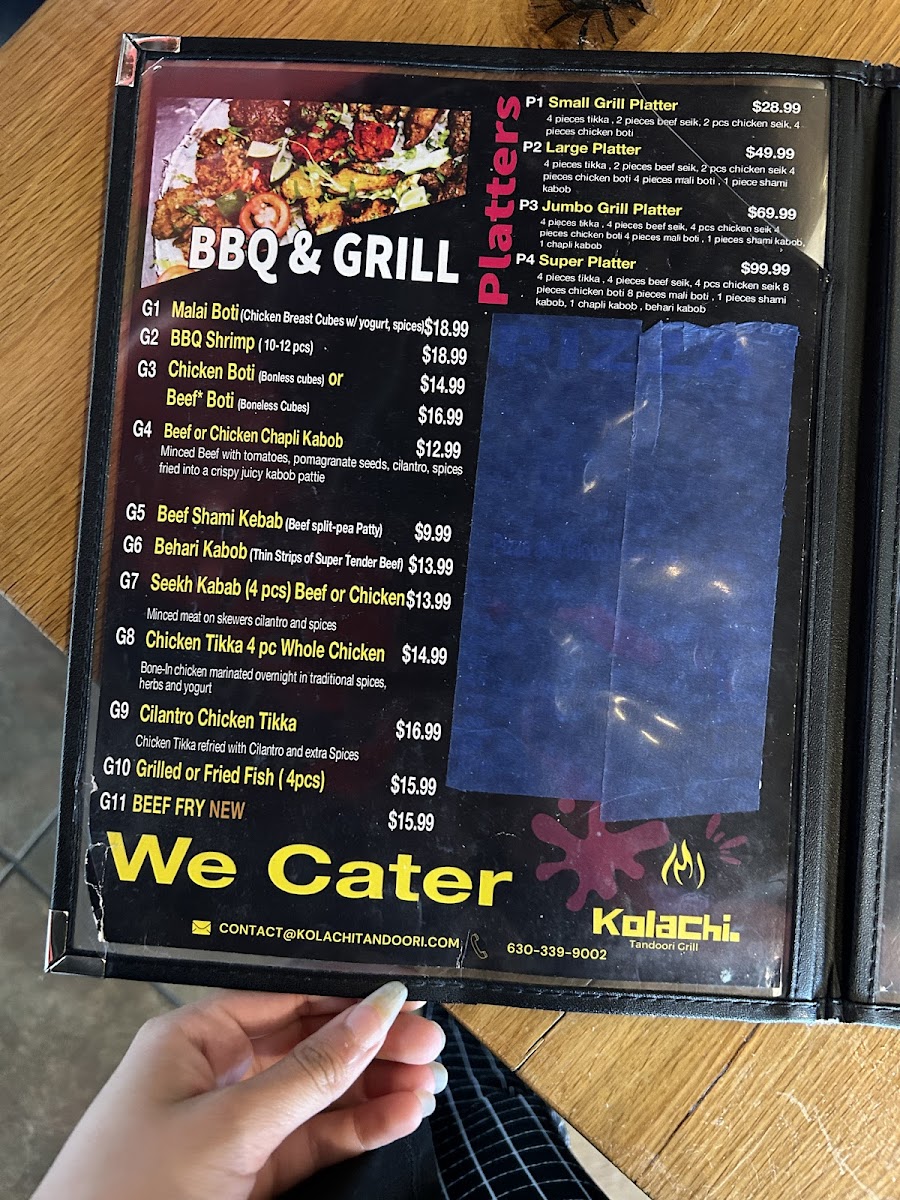 BBQ & GRILL
G1 Malai Boti (Chicken Breast Cubes w/ yogurt, spices) $18.99
G2 BBQ Shrimp ( 10-12 pcs) $18.99
G3 Chicken Boti (Bonless cubes) or $14.99
Beef* Boti (Boneless Cubes) $16.99
G4 Beef or Chicken Chapli Kabob $12.99
Minced Beef with tomatoes, pomagranate seeds, cilantro, spices
fried into a crispy juicy kabob pattie
G5 Beef Shami Kebab (Beef split-pea Patty) $9.99
G6 Behari Kabob (Thin Strips of Super Tender Beef) $13.99
G7 Seekh Kabab (4 pcs) Beef or Chicken $13.99
Minced meat on skewers cilantro and spices
G8 Chicken Tikka 4 pc Whole Chicken $14.99
Bone-In chicken marinated overnight in traditional spices,
herbs and yogurt
G9 Cilantro Chicken Tikka $16.99
Chicken Tikka refried with Cilantro and extra Spices
G10 Grilled or Fried Fish ( 4pcs) $15.99
G11 BEEF FRY NEW $15.99
Platters
P1 Small Grill Platter $28.99
4 pieces tikka , 2 pieces beef seik, 2 pcs chicken seik, 4
pieces chicken boti
P2 Large Platter $49.99
4 pieces tikka , 2 pieces beef seik, 2 pcs chicken seik 4
pieces chicken boti 4 pieces mali boti , 1 piece shami
kabob
P3 Jumbo Grill Platter $69.99
4 pieces tikka , 4 pieces beef seik, 4 pcs chicken seik 4
pieces chicken boti 4 pieces mali boti , 1 pieces shami kabob,
1 chapli kabob
P4 Super Platter $99.99
4 pieces tikka , 4 pieces beef seik, 4 pcs chicken seik 8
pieces chicken boti 8 pieces mali boti , 1 pieces shami
kabob, 1 chapli kabob , behari kabob
PIZZA
We Cater
CONTACT@KOLACHITANDOORI.COM
630-339-9002
Kolachi.
Tandoori Grill